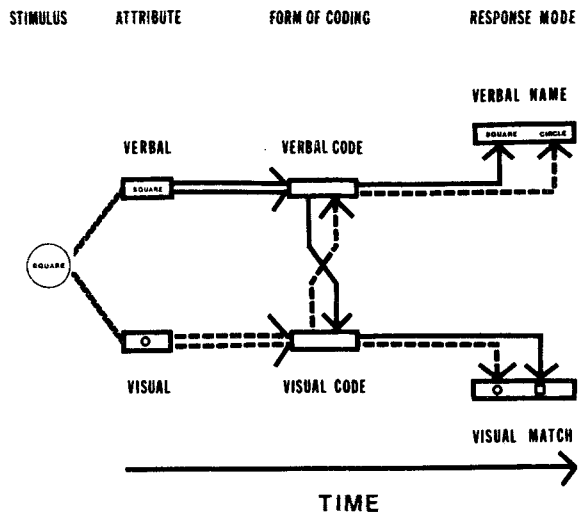 STIMULUS ATTRIBUTE FORM OF CODING RESPONSE MODE
VERBAL NAME
SQUARE CIRCLE
VERBAL VERBAL CODE
SQUARE
SQUARE
VISUAL VISUAL CODE
VISUAL MATCH
TIME